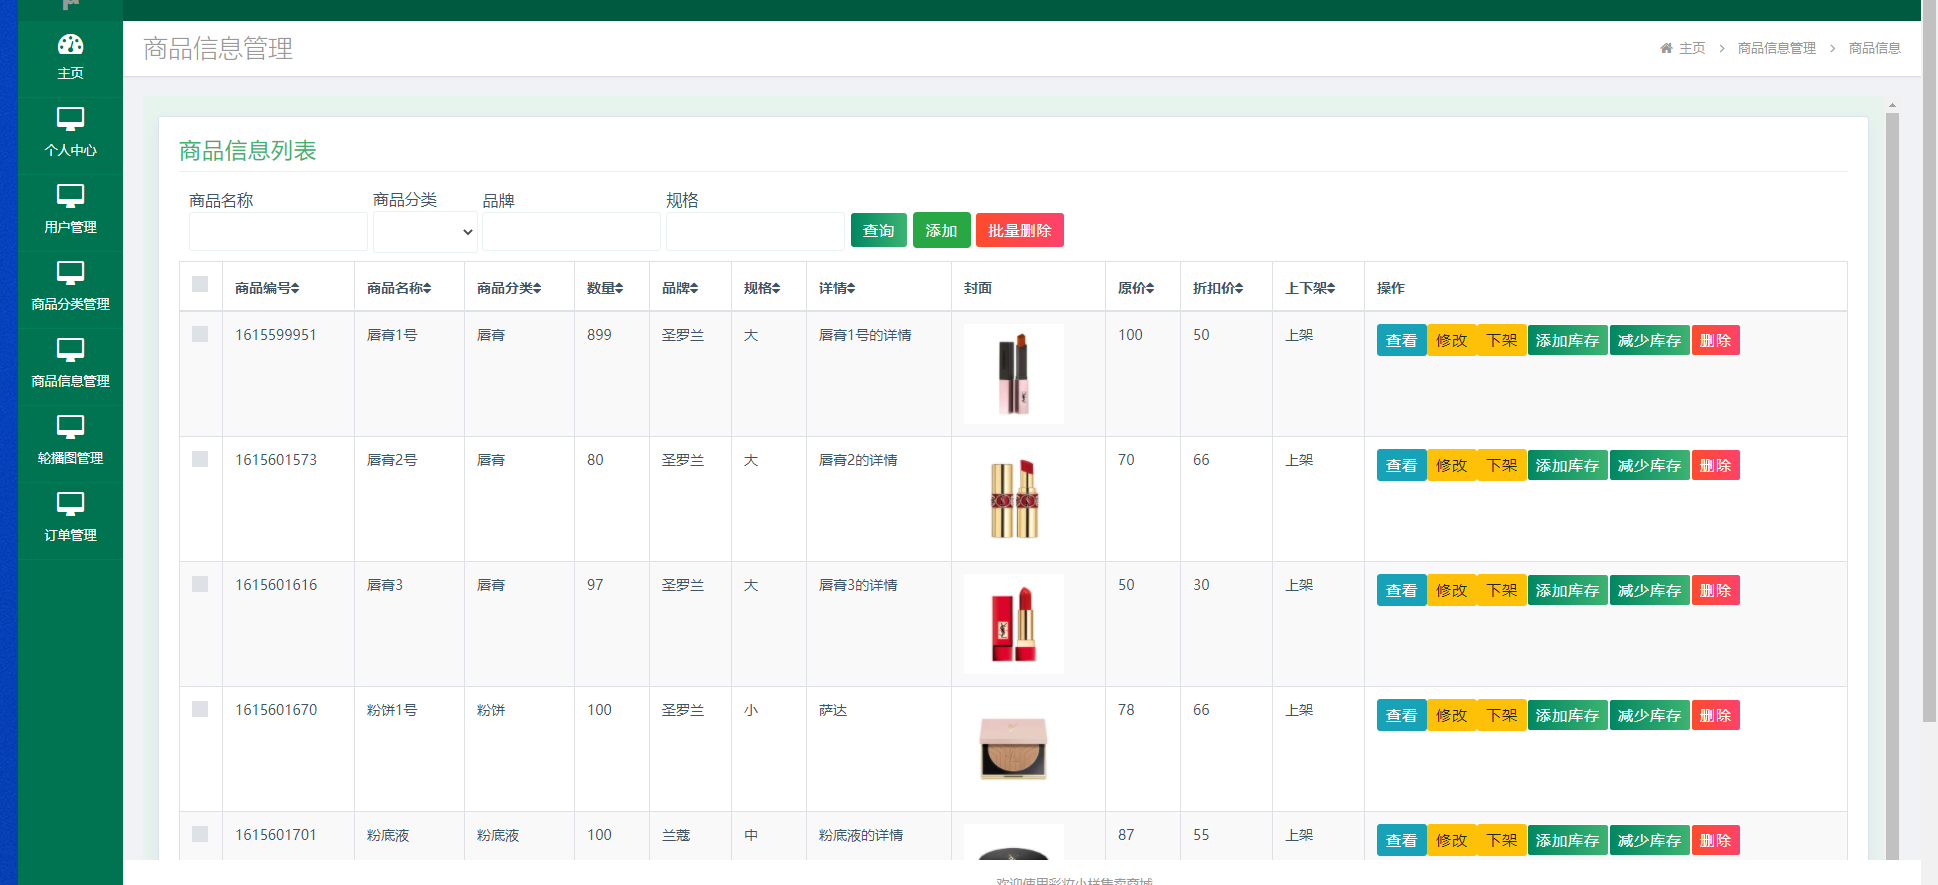 商品信息管理
主页 > 商品信息管理 > 商品信息
主页
个人中心
用户管理
商品分类管理
商品信息管理
轮播图管理
订单管理
商品信息列表
商品名称 商品分类 品牌 规格
查询 添加 批量删除
商品编号 商品名称 商品分类 数量 品牌 规格 详情 封面 原价 折扣价 上下架 操作
1615599951 唇膏1号 唇膏 899 圣罗兰 大 唇膏1号的详情 100 50 上架 查看 修改 下架 添加库存 减少库存 删除
1615601573 唇膏2号 唇膏 80 圣罗兰 大 唇膏2的详情 70 66 上架 查看 修改 下架 添加库存 减少库存 删除
1615601616 唇膏3 唇膏 97 圣罗兰 大 唇膏3的详情 50 30 上架 查看 修改 下架 添加库存 减少库存 删除
1615601670 粉饼1号 粉饼 100 圣罗兰 小 萨达 78 66 上架 查看 修改 下架 添加库存 减少库存 删除
1615601701 粉底液 粉底液 100 兰蔻 中 粉底液的详情 87 55 上架 查看 修改 下架 添加库存 减少库存 删除
欢迎使用彩妆小样售卖商城